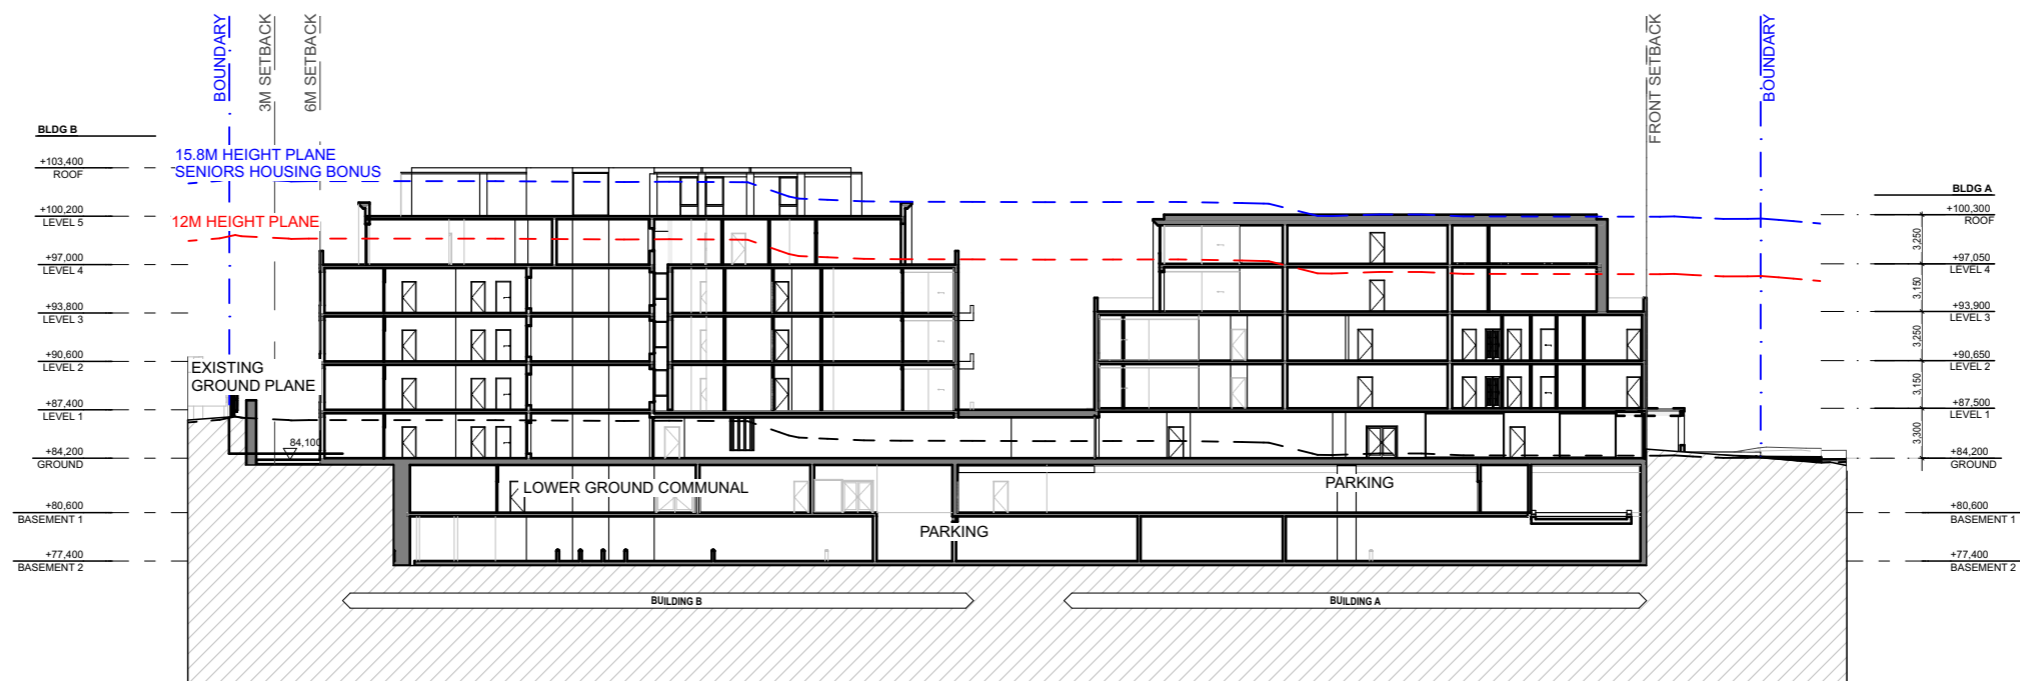 BOUNDARY
3M SETBACK
6M SETBACK
FRONT SETBACK
BOUNDARY
BLDG B
+103,400
ROOF
+100,200
LEVEL 5
+97,000
LEVEL 4
+93,800
LEVEL 3
+90,600
LEVEL 2
+87,400
LEVEL 1
+84,200
GROUND
+80,600
BASEMENT 1
+77,400
BASEMENT 2
15.8M HEIGHT PLANE
SENIORS HOUSING BONUS
12M HEIGHT PLANE
EXISTING
GROUND PLANE
84,100
LOWER GROUND COMMUNAL
PARKING
PARKING
BUILDING B
BUILDING A
BLDG A
+100,300
ROOF
3,250
+97,050
LEVEL 4
3,150
+93,900
LEVEL 3
3,250
+90,650
LEVEL 2
3,150
+87,500
LEVEL 1
3,300
+84,200
GROUND
+80,600
BASEMENT 1
+77,400
BASEMENT 2